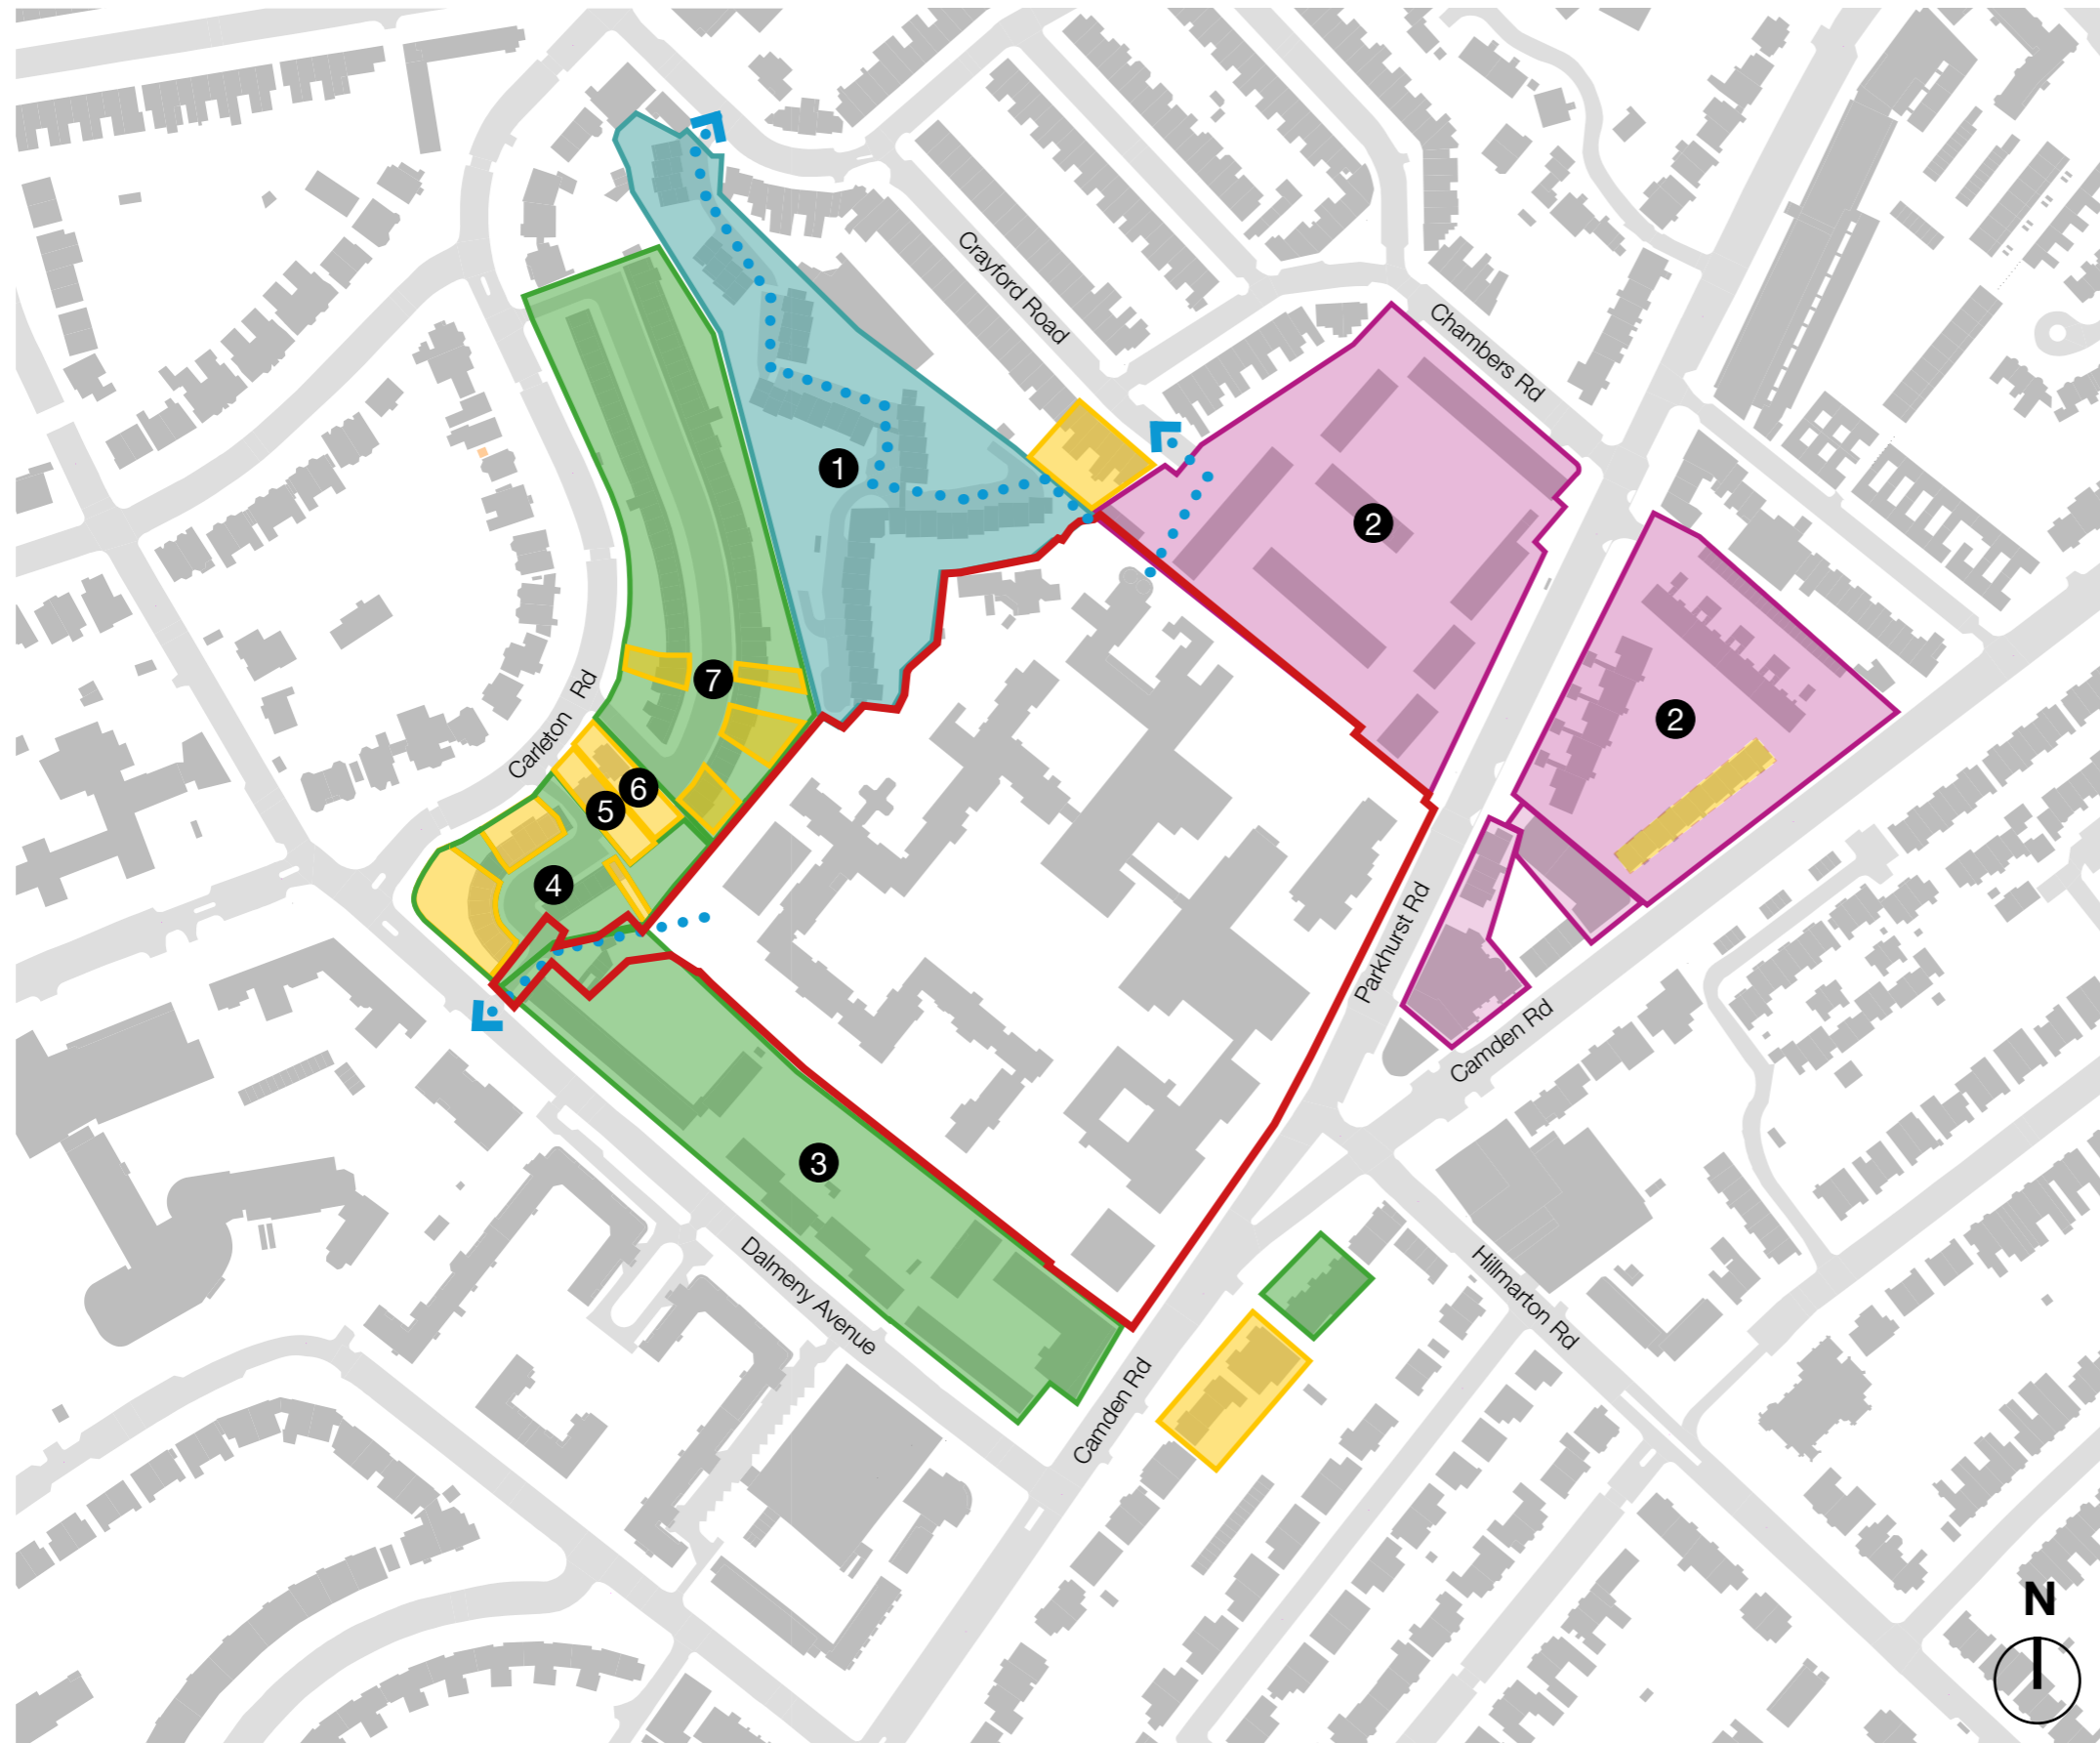 Crayford Road
Chambers Rd
1
2
7
Carleton Rd
2
6
5
4
Parkhurst Rd
Camden Rd
3
Dalmeny Avenue
Hillmarton Rd
Camden Rd
N